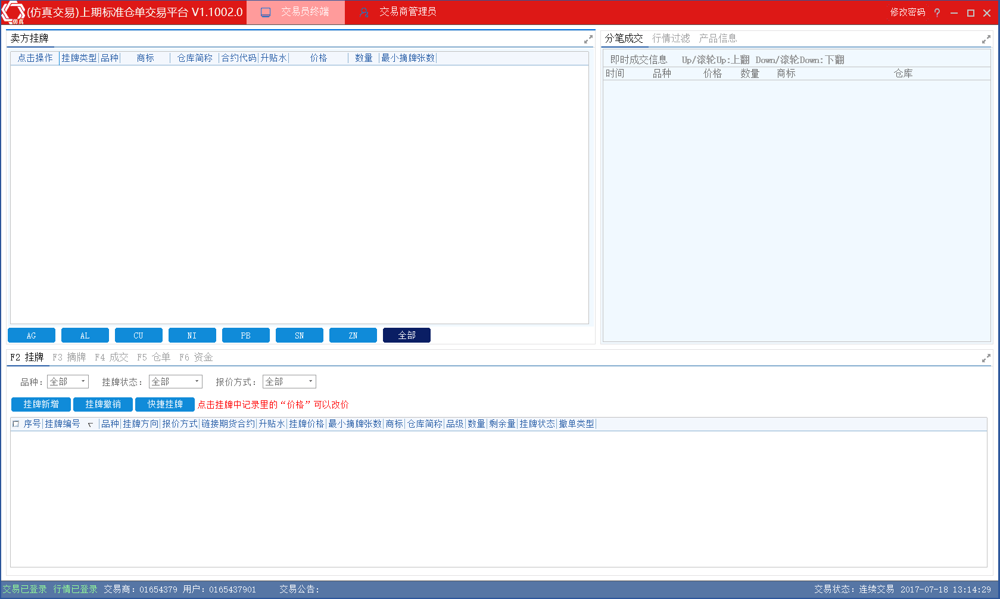 仿真 (仿真交易)上期标准仓单交易平台 V1.1002.0 交易员终端 交易商管理员 修改密码 ?
卖方挂牌
点击操作 挂牌类型 品种 商标 仓库简称 合约代码 升贴水 价格 数量 最小摘牌张数
AG AL CU NI PB SN ZN 全部
分笔成交 行情过滤 产品信息
即时成交信息 Up/滚轮Up:上翻 Down/滚轮Down:下翻
时间 品种 价格 数量 商标 仓库
F2 挂牌 F3 摘牌 F4 成交 F5 仓单 F6 资金
品种: 全部 挂牌状态: 全部 报价方式: 全部
挂牌新增 挂牌撤销 快捷挂牌 点击挂牌中记录里的“价格”可以改价
序号 挂牌编号 品种 挂牌方向 报价方式 链接期货合约 升贴水 挂牌价格 最小摘牌张数 商标 仓库简称 品级 数量 剩余量 挂牌状态 撤单类型
交易已登录 行情已登录 交易商: 01654379 用户: 0165437901 交易公告: 交易状态: 连续交易 2017-07-18 13:14:29